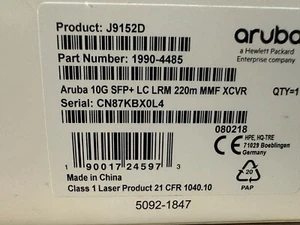 Product: J9152D
aruba
a Hewlett Packard
Enterprise company
Part Number: 1990-4485
Aruba 10G SFP+ LC LRM 220m MMF XCVR QTY=1
Serial: CN87KBX0L4
080218
1 90017 24597 3
HPE, HQ-TRE
71029 Boeblingen
Germany
Made in China
Class 1 Laser Product 21 CFR 1040.10
20
PAP
5092-1847